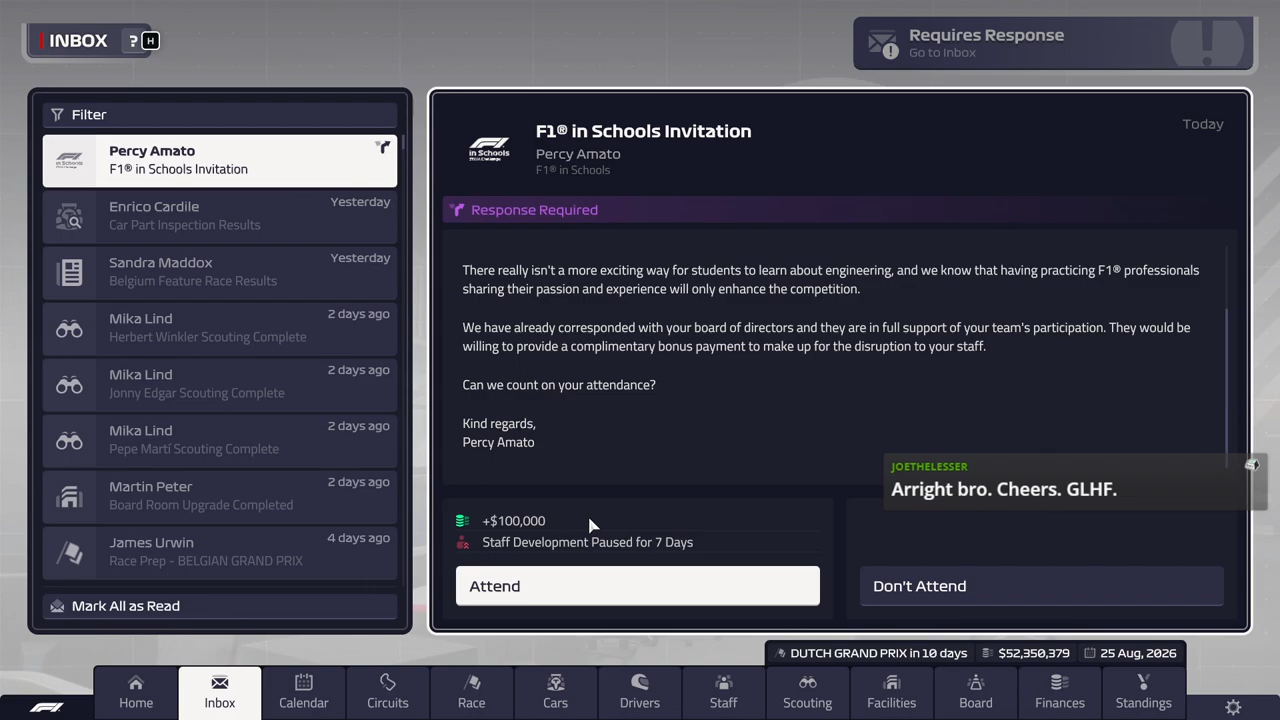 INBOX
? H
Requires Response
Go to Inbox
Filter
Percy Amato
F1® in Schools Invitation
Enrico Cardile
Yesterday
Car Part Inspection Results
Sandra Maddox
Yesterday
Belgium Feature Race Results
Mika Lind
2 days ago
Herbert Winkler Scouting Complete
Mika Lind
2 days ago
Jonny Edgar Scouting Complete
Mika Lind
2 days ago
Pepe Martí Scouting Complete
Martin Peter
2 days ago
Board Room Upgrade Completed
James Urwin
4 days ago
Race Prep - BELGIAN GRAND PRIX
Mark All as Read
in Schools
F1® in Schools Invitation
Today
Percy Amato
F1® in Schools
Response Required
There really isn't a more exciting way for students to learn about engineering, and we know that having practicing F1® professionals
sharing their passion and experience will only enhance the competition.
We have already corresponded with your board of directors and they are in full support of your team's participation. They would be
willing to provide a complimentary bonus payment to make up for the disruption to your staff.
Can we count on your attendance?
Kind regards,
Percy Amato
JOETHELESSER
Arright bro. Cheers. GLHF.
+$100,000
Staff Development Paused for 7 Days
Attend
Don't Attend
DUTCH GRAND PRIX in 10 days
$52,350,379
25 Aug, 2026
Home
Inbox
Calendar
Circuits
Race
Cars
Drivers
Staff
Scouting
Facilities
Board
Finances
Standings